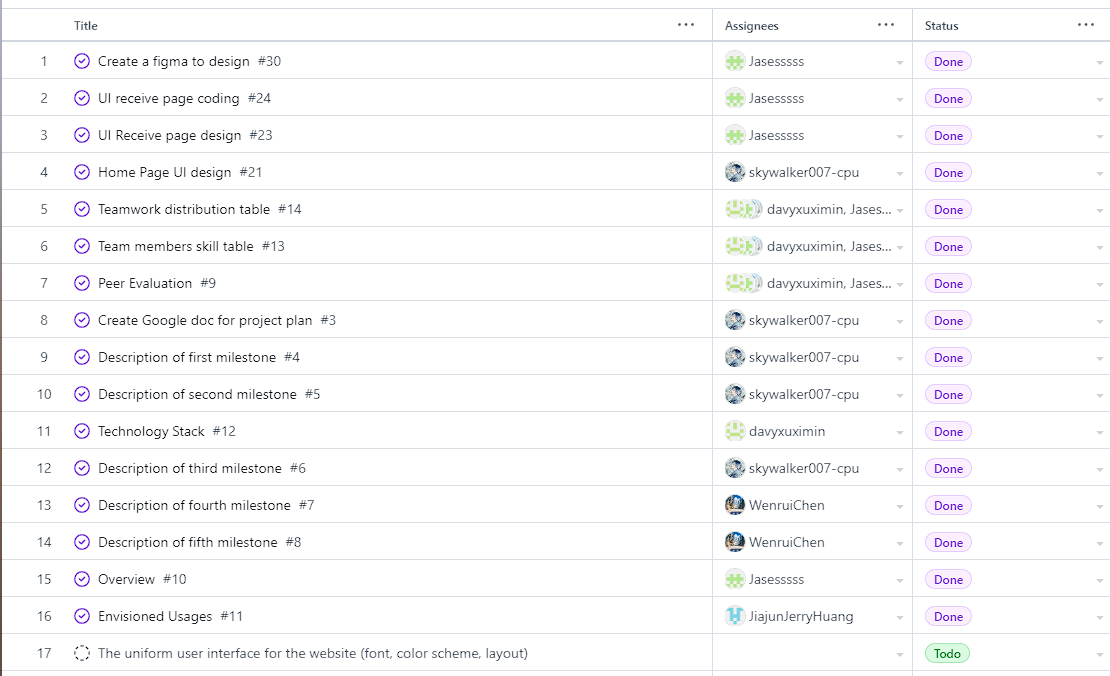 Title ... Assignees ... Status ...
1 Create a figma to design #30 Jasesssss Done
2 UI receive page coding #24 Jasesssss Done
3 UI Receive page design #23 Jasesssss Done
4 Home Page UI design #21 skywalker007-cpu Done
5 Teamwork distribution table #14 davyxuximin, Jases... Done
6 Team members skill table #13 davyxuximin, Jases... Done
7 Peer Evaluation #9 davyxuximin, Jases... Done
8 Create Google doc for project plan #3 skywalker007-cpu Done
9 Description of first milestone #4 skywalker007-cpu Done
10 Description of second milestone #5 skywalker007-cpu Done
11 Technology Stack #12 davyxuximin Done
12 Description of third milestone #6 skywalker007-cpu Done
13 Description of fourth milestone #7 WenruiChen Done
14 Description of fifth milestone #8 WenruiChen Done
15 Overview #10 Jasesssss Done
16 Envisioned Usages #11 JiajunJerryHuang Done
17 The uniform user interface for the website (font, color scheme, layout) Todo